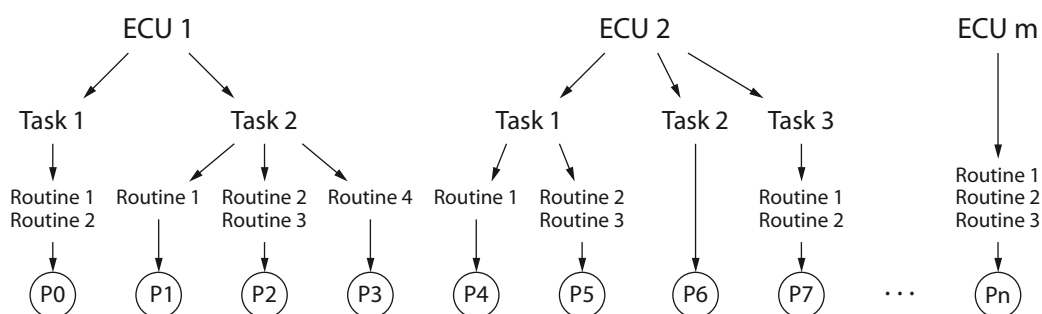 ECU 1 ECU 2 ECU m
Task 1 Task 2 Task 1 Task 2 Task 3
Routine 1
Routine 1 Routine 1 Routine 2 Routine 4 Routine 1 Routine 2 Routine 1 Routine 2
Routine 2 Routine 3 Routine 3 Routine 2 Routine 3
P0 P1 P2 P3 P4 P5 P6 P7 ... Pn